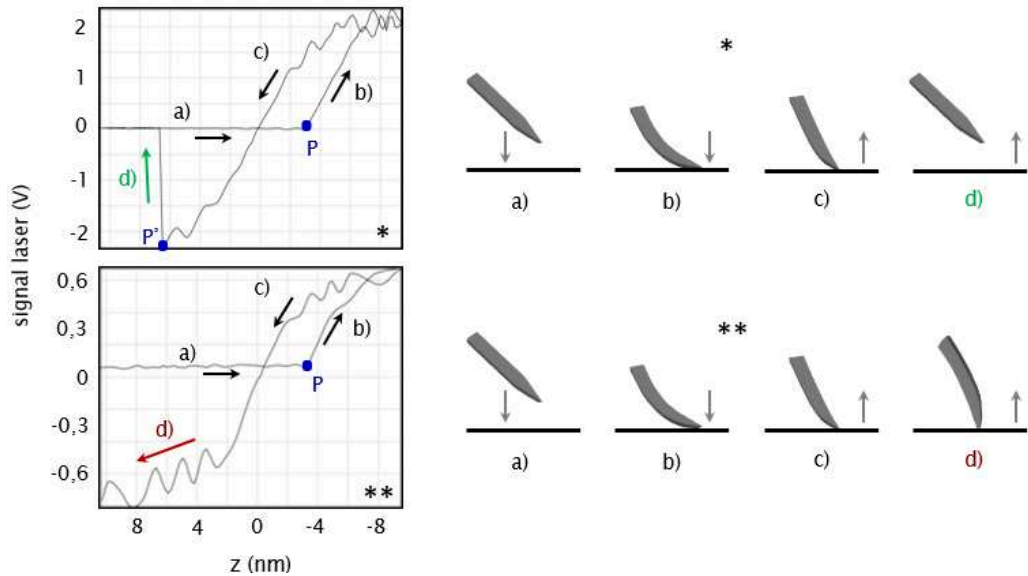 signal laser (V)
2
1
0
-1
-2
a)
b)
c)
d)
P
P'
*
0,6
0,3
0
-0,3
-0,6
a)
b)
c)
d)
P
**
8 4 0 -4 -8
z (nm)
*
a) b) c) d)
**
a) b) c) d)